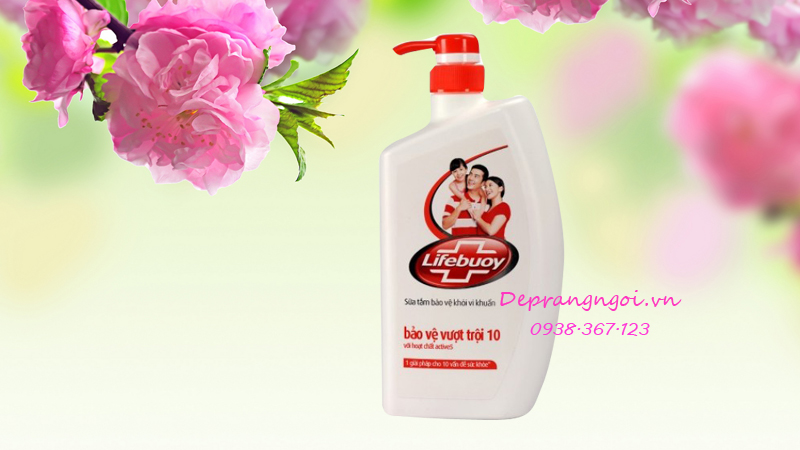 Lifebuoy
Sữa tắm bảo vệ khỏi vi khuẩn
Deprangngoi.vn
0938·367·123
bảo vệ vượt trội 10
với hoạt chất active5
1 giải pháp cho 10 vấn đề sức khỏe*